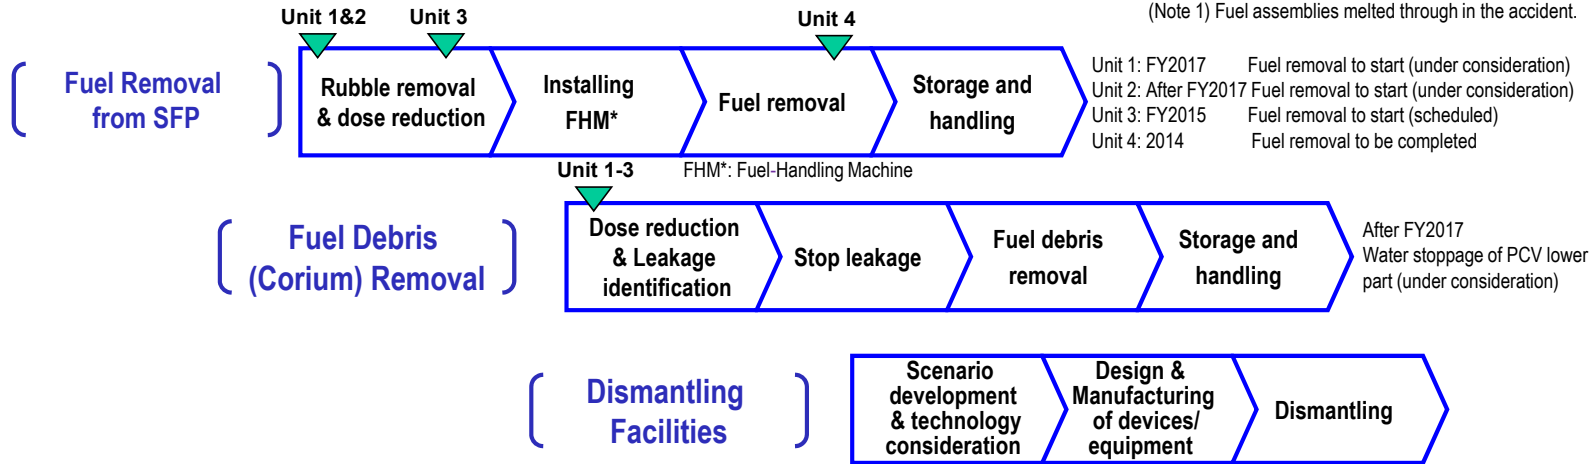 (Note 1) Fuel assemblies melted through in the accident.
Unit 1&2
Unit 3
Unit 4
Fuel Removal
from SFP
Rubble removal
& dose reduction
Installing
FHM*
Fuel removal
Storage and
handling
Unit 1: FY2017 Fuel removal to start (under consideration)
Unit 2: After FY2017 Fuel removal to start (under consideration)
Unit 3: FY2015 Fuel removal to start (scheduled)
Unit 4: 2014 Fuel removal to be completed
Unit 1-3
FHM*: Fuel-Handling Machine
Fuel Debris
(Corium) Removal
Dose reduction
& Leakage
identification
Stop leakage
Fuel debris
removal
Storage and
handling
After FY2017
Water stoppage of PCV lower
part (under consideration)
Dismantling
Facilities
Scenario
development
& technology
consideration
Design &
Manufacturing
of devices/
equipment
Dismantling